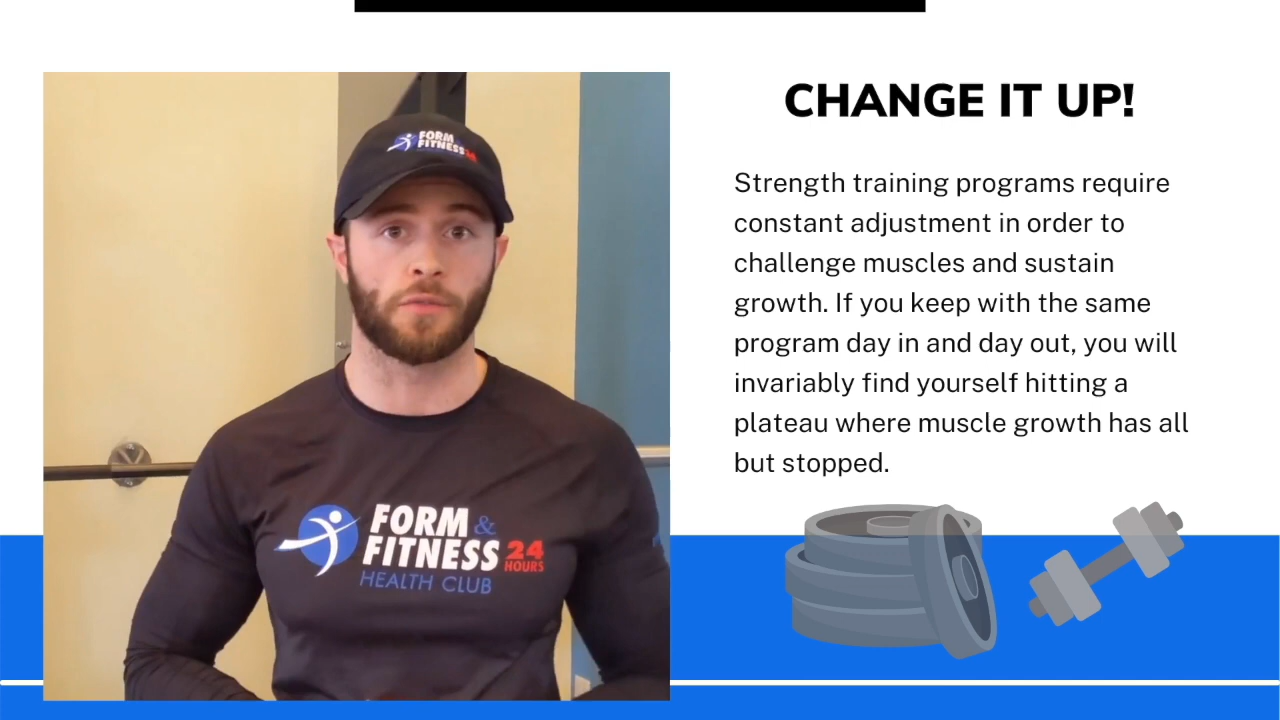 FORM
FITNESS 24
CHANGE IT UP!
Strength training programs require
constant adjustment in order to
challenge muscles and sustain
growth. If you keep with the same
program day in and day out, you will
invariably find yourself hitting a
plateau where muscle growth has all
but stopped.
FORM &
FITNESS 24
HOURS
HEALTH CLUB